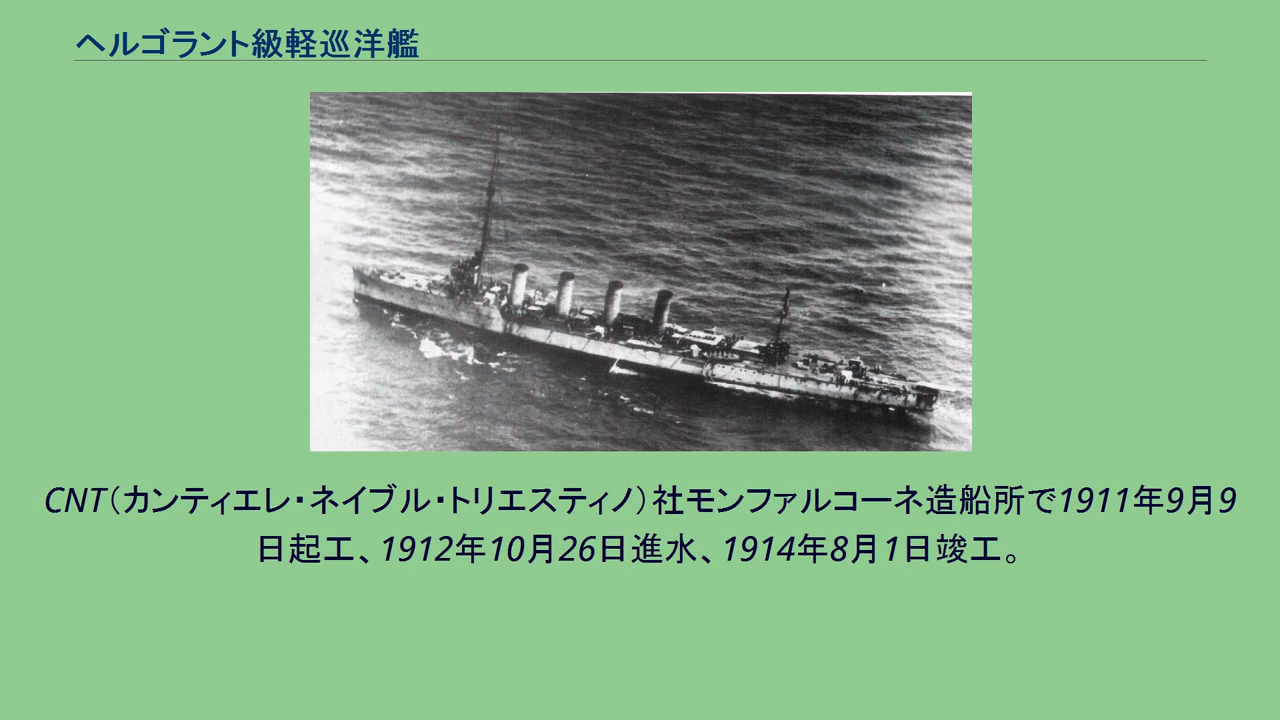 ヘルゴラント級軽巡洋艦
CNT（カンティエレ・ネイブル・トリエスティノ）社モンファルコーネ造船所で1911年9月9
日起工、1912年10月26日進水、1914年8月1日竣工。